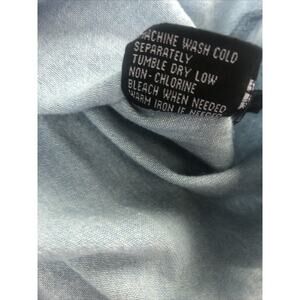 MACHINE WASH COLD
SEPARATELY
TUMBLE DRY LOW
NON-CHLORINE
BLEACH WHEN NEEDED
WARM IRON IF NEEDED